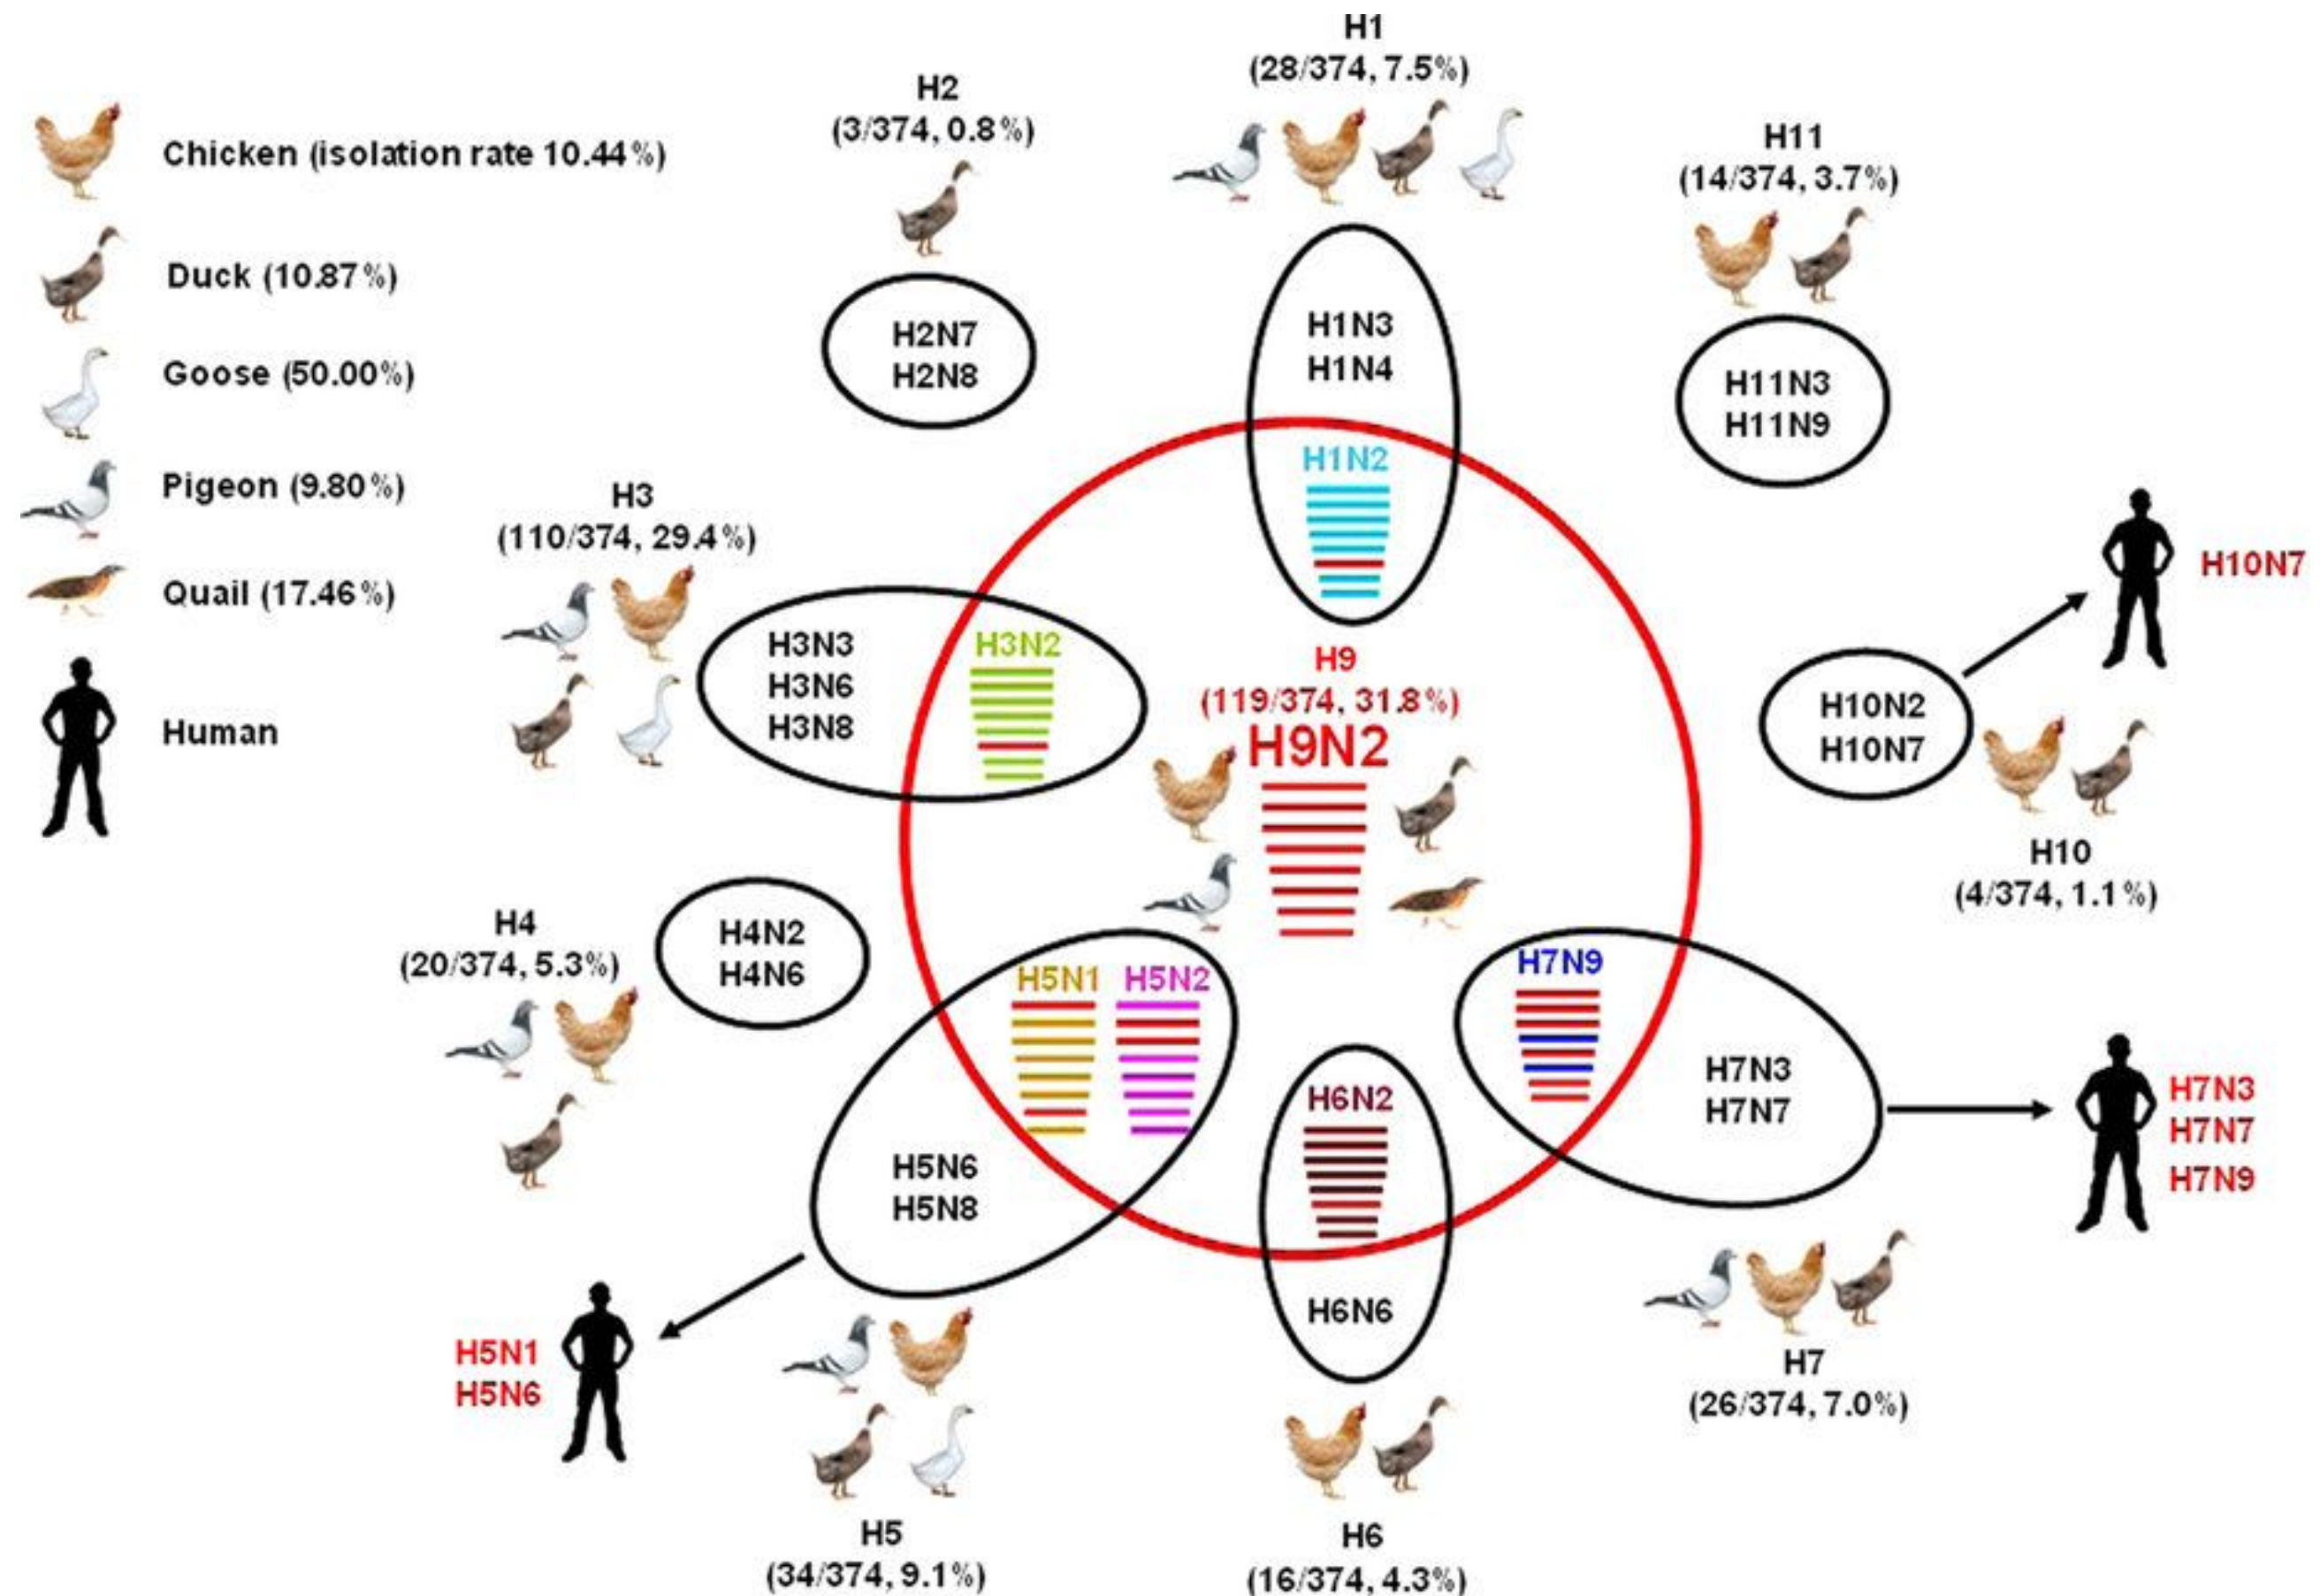 Chicken (isolation rate 10.44%)
Duck (10.87%)
Goose (50.00%)
Pigeon (9.80%)
Quail (17.46%)
Human
H1
(28/374, 7.5%)
H1N3
H1N4
H1N2
H2
(3/374, 0.8%)
H2N7
H2N8
H11
(14/374, 3.7%)
H11N3
H11N9
H3
(110/374, 29.4%)
H3N3
H3N6
H3N8
H3N2
H9
(119/374, 31.8%)
H9N2
H10N7
H10N2
H10N7
H10
(4/374, 1.1%)
H4
(20/374, 5.3%)
H4N2
H4N6
H5N1
H5N2
H5N6
H5N8
H5N1
H5N6
H5
(34/374, 9.1%)
H6N2
H6N6
H6
(16/374, 4.3%)
H7N9
H7N3
H7N7
H7N3
H7N7
H7N9
H7
(26/374, 7.0%)